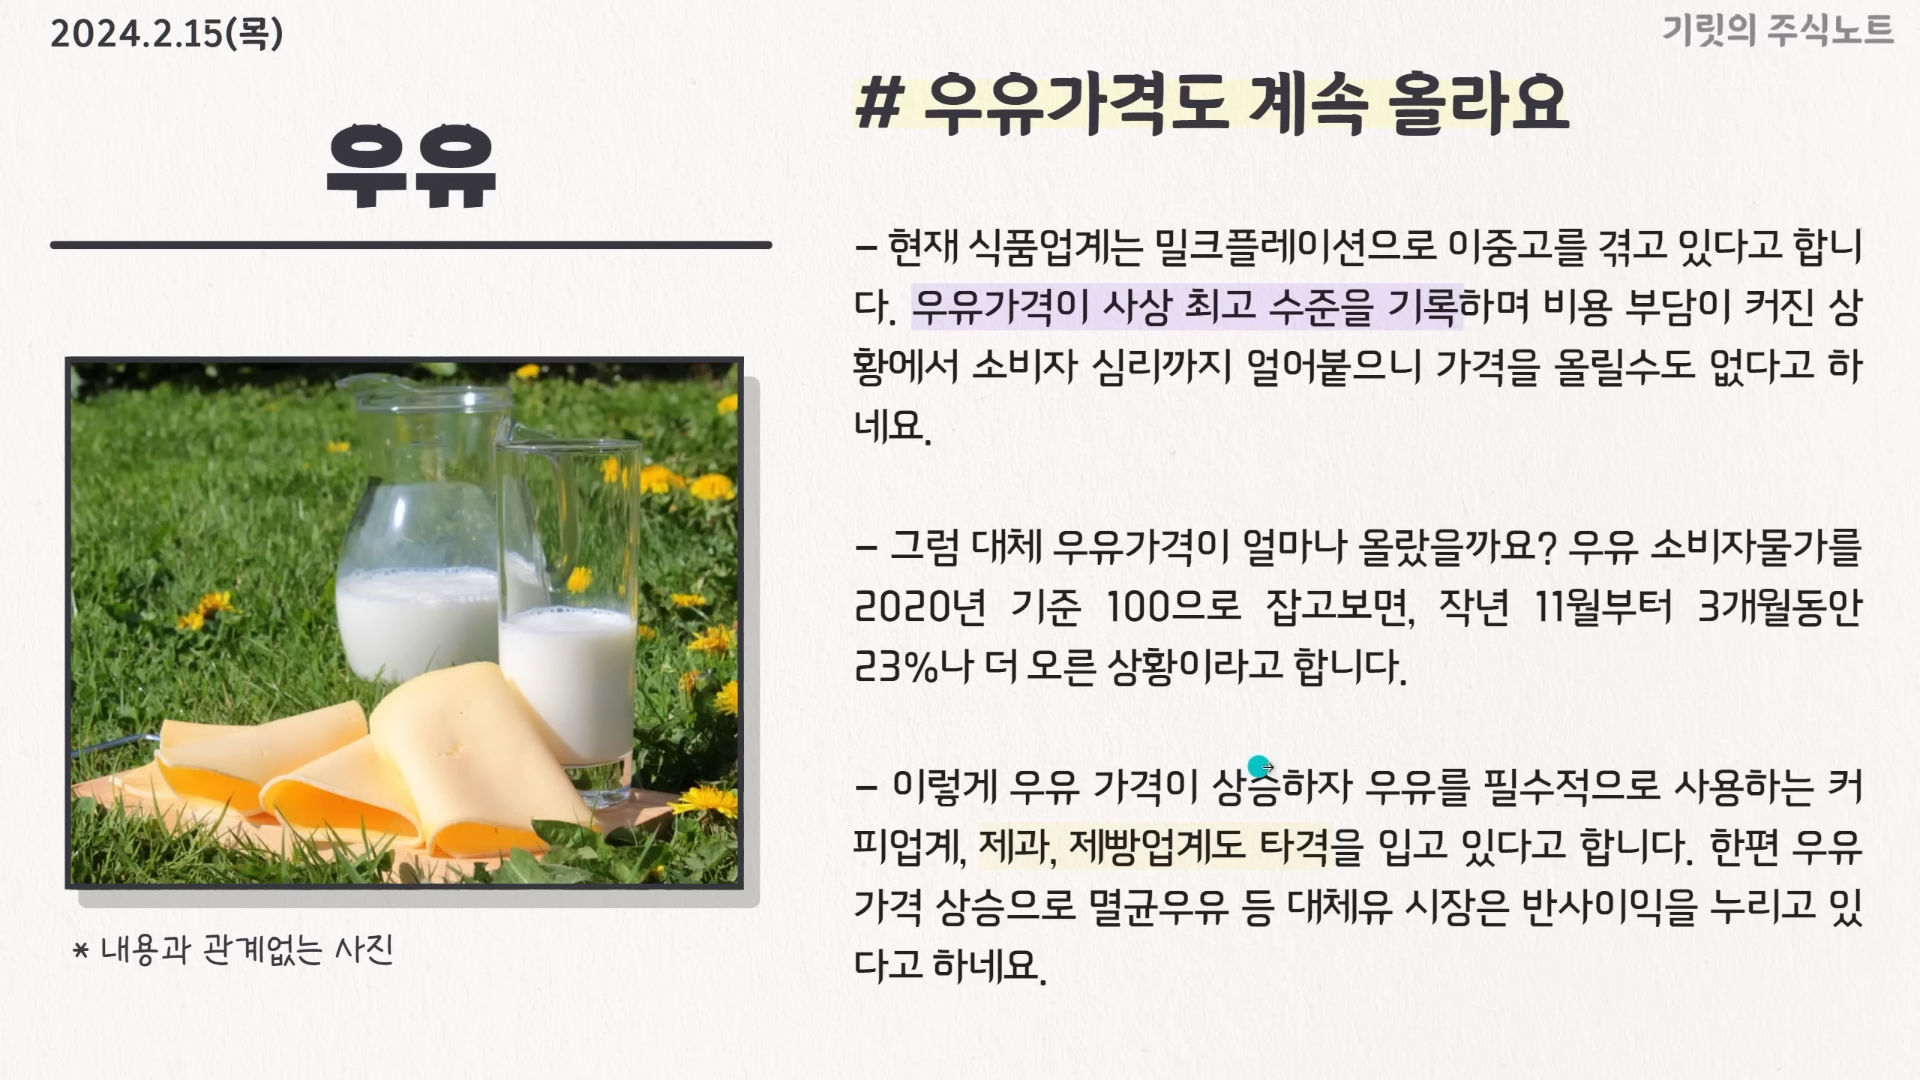 2024.2.15(목)
기릿의 주식노트
우유
* 내용과 관계없는 사진
# 우유가격도 계속 올라요
– 현재 식품업계는 밀크플레이션으로 이중고를 겪고 있다고 합니
다. 우유가격이 사상 최고 수준을 기록하며 비용 부담이 커진 상
황에서 소비자 심리까지 얼어붙으니 가격을 올릴수도 없다고 하
네요.
– 그럼 대체 우유가격이 얼마나 올랐을까요? 우유 소비자물가를
2020년 기준 100으로 잡고보면, 작년 11월부터 3개월동안
23%나 더 오른 상황이라고 합니다.
– 이렇게 우유 가격이 상승하자 우유를 필수적으로 사용하는 커
피업계, 제과, 제빵업계도 타격을 입고 있다고 합니다. 한편 우유
가격 상승으로 멸균우유 등 대체유 시장은 반사이익을 누리고 있
다고 하네요.